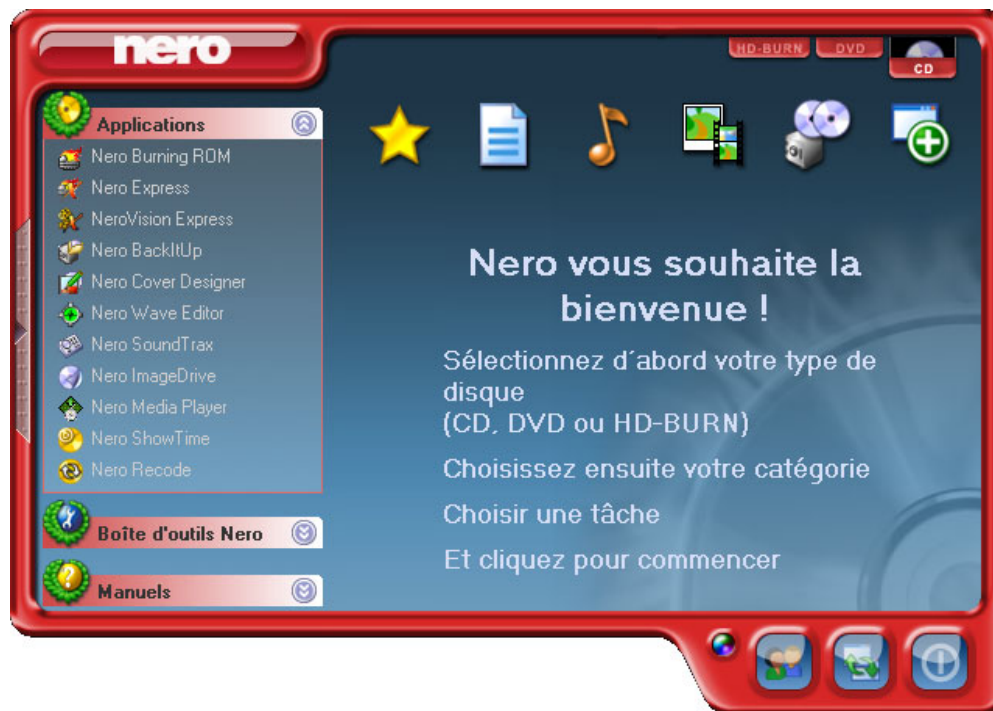 nero
HD-BURN DVD CD
Applications
Nero Burning ROM
Nero Express
NeroVision Express
Nero BackItUp
Nero Cover Designer
Nero Wave Editor
Nero SoundTrax
Nero ImageDrive
Nero Media Player
Nero ShowTime
Nero Recode
Boîte d'outils Nero
Manuels
Nero vous souhaite la
bienvenue !
Sélectionnez d´abord votre type de
disque
(CD, DVD ou HD-BURN)
Choisissez ensuite votre catégorie
Choisir une tâche
Et cliquez pour commencer